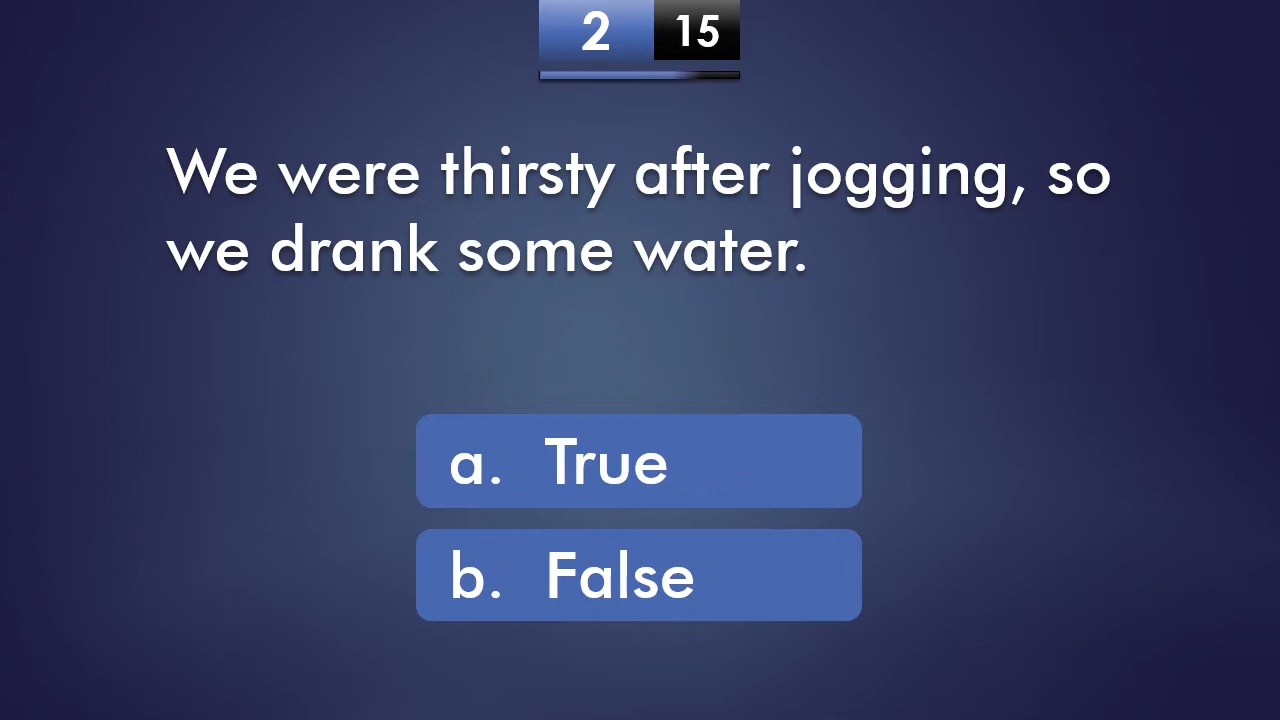 2 15
We were thirsty after jogging, so
we drank some water.
a. True
b. False